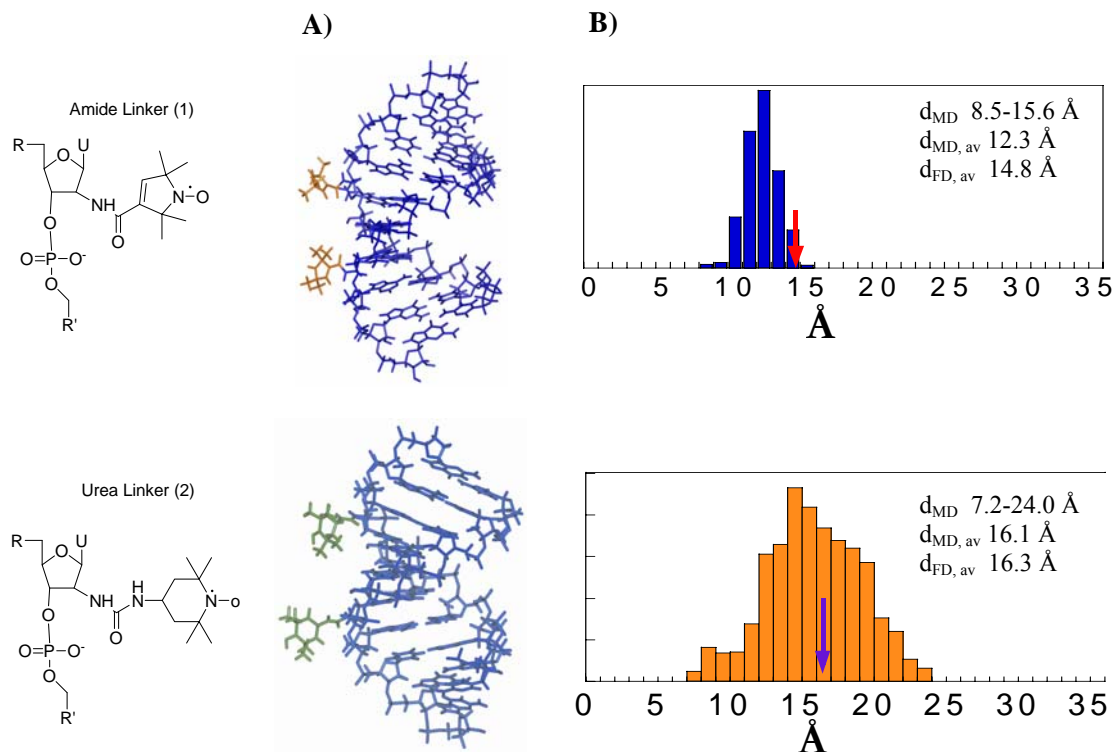 A)
B)
Amide Linker (1)
R
O
U
O
NH
O
N-O
O=P-O-
O
R'
d_MD 8.5-15.6 Å
d_MD, av 12.3 Å
d_FD, av 14.8 Å
0 5 10 15 20 25 30 35
Å
Urea Linker (2)
R
O
U
O
NH
O
H
N
N-o
O=P-O-
O
R'
d_MD 7.2-24.0 Å
d_MD, av 16.1 Å
d_FD, av 16.3 Å
0 5 10 15 20 25 30 35
Å